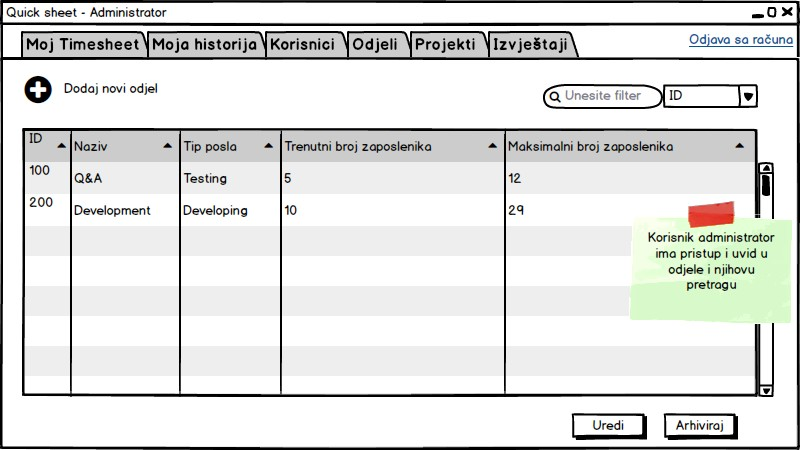 Quick sheet - Administrator
Moj Timesheet Moja historija Korisnici Odjeli Projekti Izvještaji Odjava sa računa
Dodaj novi odjel
Unesite filter ID
ID Naziv Tip posla Trenutni broj zaposlenika Maksimalni broj zaposlenika
100 Q&A Testing 5 12
200 Development Developing 10 29
Korisnik administrator
ima pristup i uvid u
odjele i njihovu
pretragu
Uredi Arhiviraj